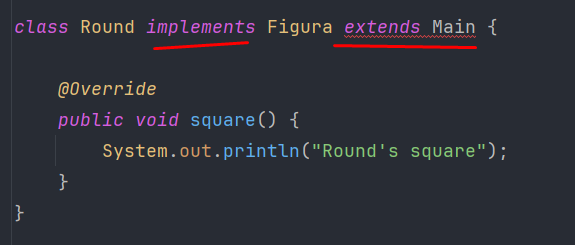 class Round implements Figura extends Main {
@Override
public void square() {
System.out.println("Round's square");
}
}